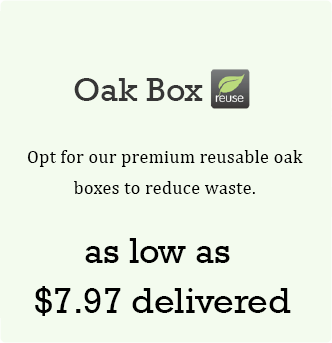 Oak Box reuse
Opt for our premium reusable oak
boxes to reduce waste.
as low as
$7.97 delivered